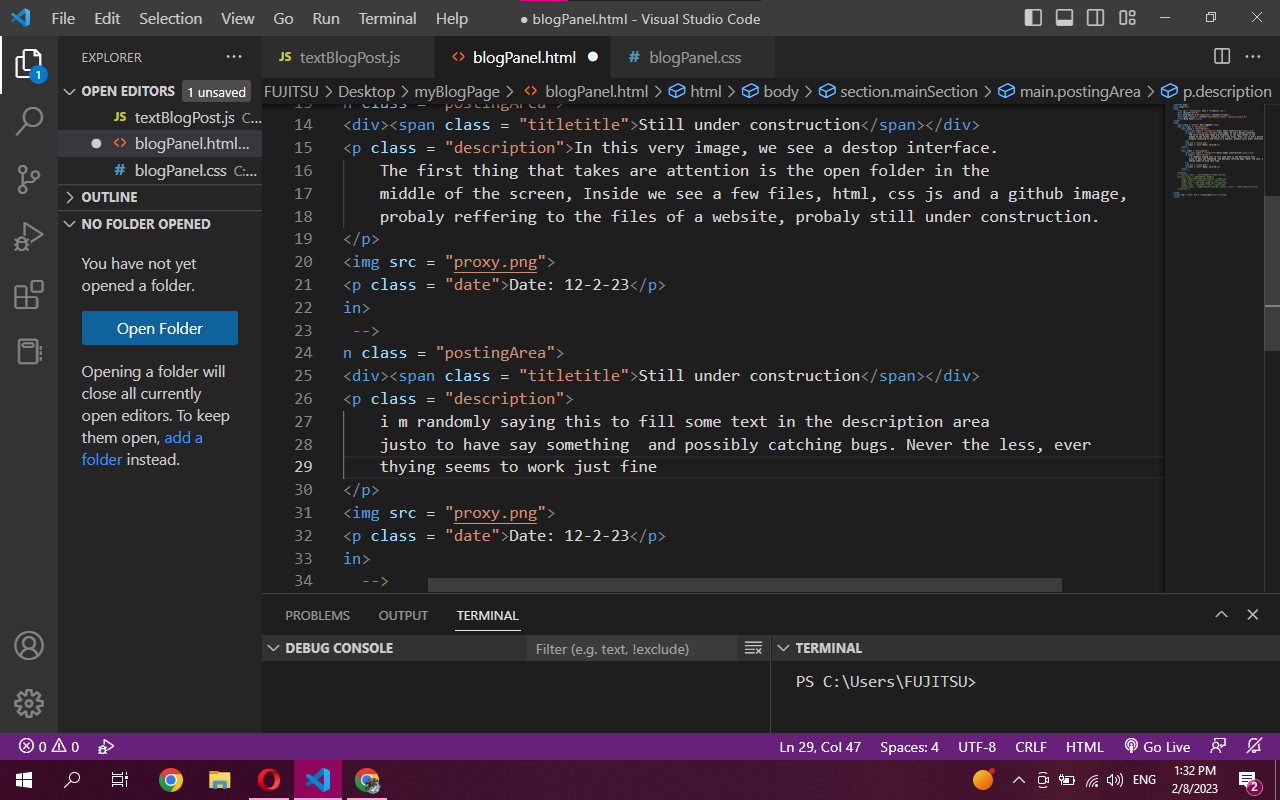 File Edit Selection View Go Run Terminal Help ● blogPanel.html - Visual Studio Code
EXPLORER ···
JS textBlogPost.js <> blogPanel.html ● # blogPanel.css ···
OPEN EDITORS 1 unsaved
FUJITSU > Desktop > myBlogPage > <> blogPanel.html > html > body > section.mainSection > main.postingArea > p.description
JS textBlogPost.js C...
● <> blogPanel.html...
# blogPanel.css C:...
OUTLINE
NO FOLDER OPENED
You have not yet
opened a folder.
Open Folder
Opening a folder will
close all currently
open editors. To keep
them open, add a
folder instead.
1
13 n class = "postingArea">
14 <div><span class = "titletitle">Still under construction</span></div>
15 <p class = "description">In this very image, we see a destop interface.
16 The first thing that takes are attention is the open folder in the
17 middle of the screen, Inside we see a few files, html, css js and a github image,
18 probaly reffering to the files of a website, probaly still under construction.
19 </p>
20 <img src = "proxy.png">
21 <p class = "date">Date: 12-2-23</p>
22 in>
23 -->
24 n class = "postingArea">
25 <div><span class = "titletitle">Still under construction</span></div>
26 <p class = "description">
27 i m randomly saying this to fill some text in the description area
28 justo to have say something  and possibly catching bugs. Never the less, ever
29 thying seems to work just fine
30 </p>
31 <img src = "proxy.png">
32 <p class = "date">Date: 12-2-23</p>
33 in>
34 -->
PROBLEMS OUTPUT TERMINAL
DEBUG CONSOLE Filter (e.g. text, !exclude) TERMINAL
PS C:\Users\FUJITSU>
0 0 Ln 29, Col 47 Spaces: 4 UTF-8 CRLF HTML Go Live
ENG 1:32 PM
2/8/2023
2